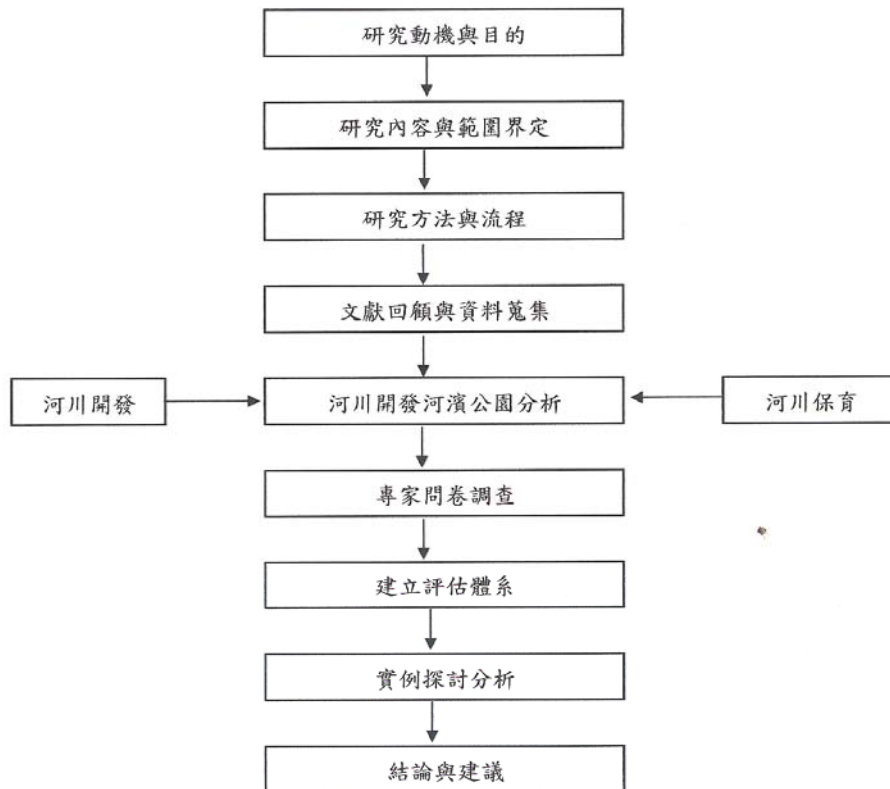 研究動機與目的
研究內容與範圍界定
研究方法與流程
文獻回顧與資料蒐集
河川開發
河川開發河濱公園分析
河川保育
專家問卷調查
建立評估體系
實例探討分析
結論與建議